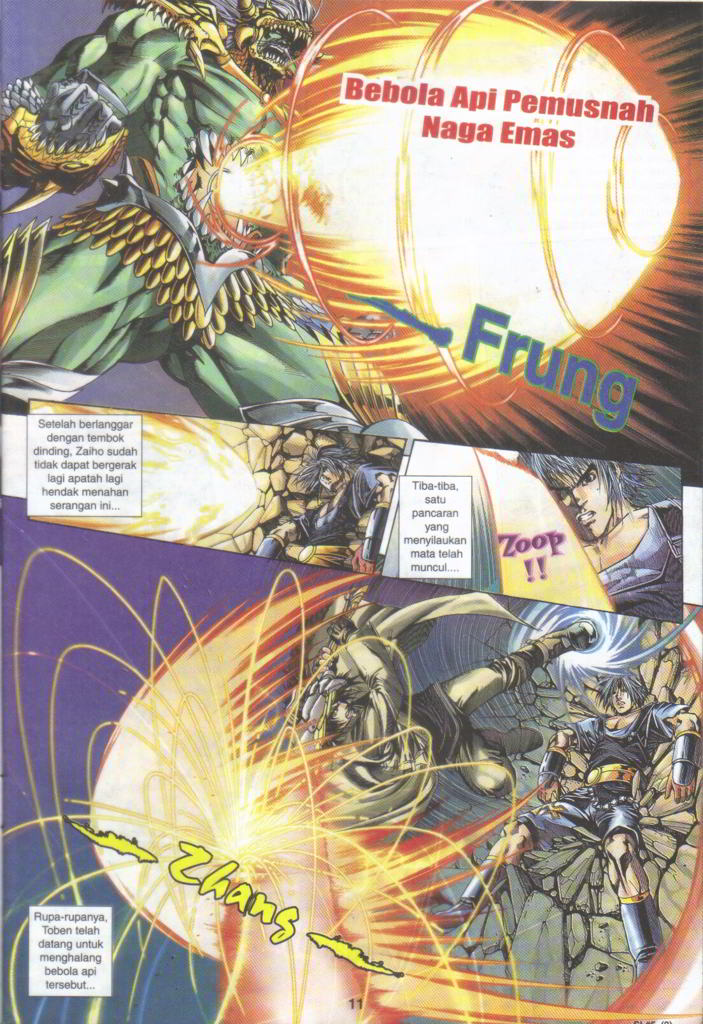 Bebola Api Pemusnah
Naga Emas
Frung
Setelah berlanggar
dengan tembok
dinding, Zaiho sudah
tidak dapat bergerak
lagi apatah lagi
hendak menahan
serangan ini...
Tiba-tiba,
satu
pancaran
yang
menyilaukan
mata telah
muncul....
Zoop
!!
Zhang
Rupa-rupanya,
Toben telah
datang untuk
menghalang
bebola api
tersebut...
11